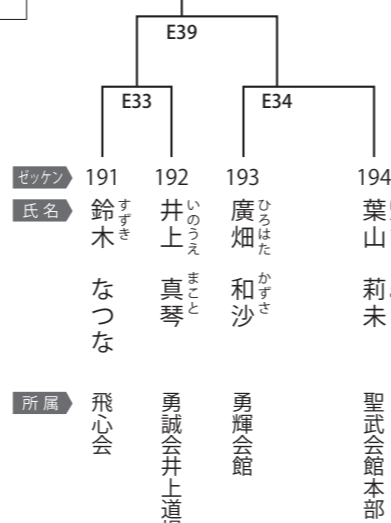 E39
E33 E34
ゼッケン 191 192 193 194
氏名
鈴木 なつな すずき
井上 真琴 いのうえ まこと
廣畑 和沙 ひろはた かずさ
葉山 莉未
所属
飛心会
勇誠会井上道場
勇輝会館
聖武会館本部